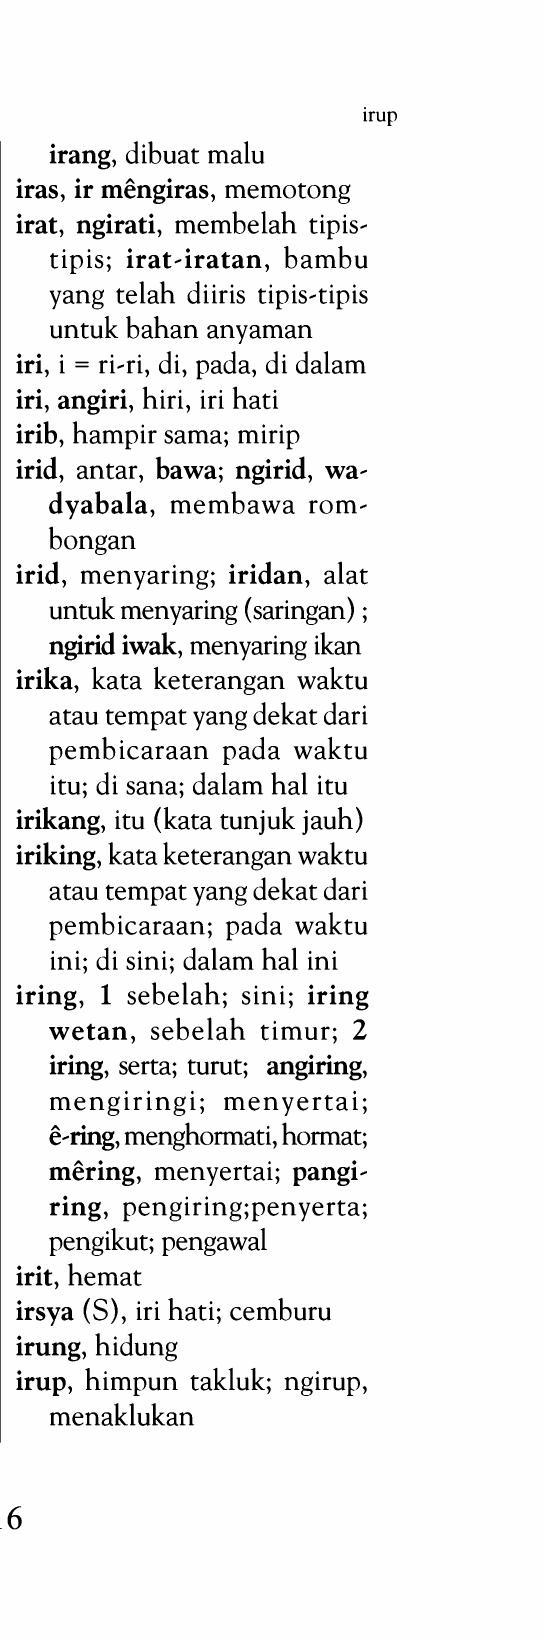 irup
irang, dibuat malu
iras, ir mêngiras, memotong
irat, ngirati, membelah tipis-
tipis; irat-iratan, bambu
yang telah diiris tipis-tipis
untuk bahan anyaman
iri, i = ri-ri, di, pada, di dalam
iri, angiri, hiri, iri hati
irib, hampir sama; mirip
irid, antar, bawa; ngirid, wa-
dyabala, membawa rom-
bongan
irid, menyaring; iridan, alat
untuk menyaring (saringan) ;
ngirid iwak, menyaring ikan
irika, kata keterangan waktu
atau tempat yang dekat dari
pembicaraan pada waktu
itu; di sana; dalam hal itu
irikang, itu (kata tunjuk jauh)
iriking, kata keterangan waktu
atau tempat yang dekat dari
pembicaraan; pada waktu
ini; di sini; dalam hal ini
iring, 1 sebelah; sini; iring
wetan, sebelah timur; 2
iring, serta; turut; angiring,
mengiringi; menyertai;
ê-ring, menghormati, hormat;
mêring, menyertai; pangi-
ring, pengiring;penyerta;
pengikut; pengawal
irit, hemat
irsya (S), iri hati; cemburu
irung, hidung
irup, himpun takluk; ngirup,
menaklukan
6